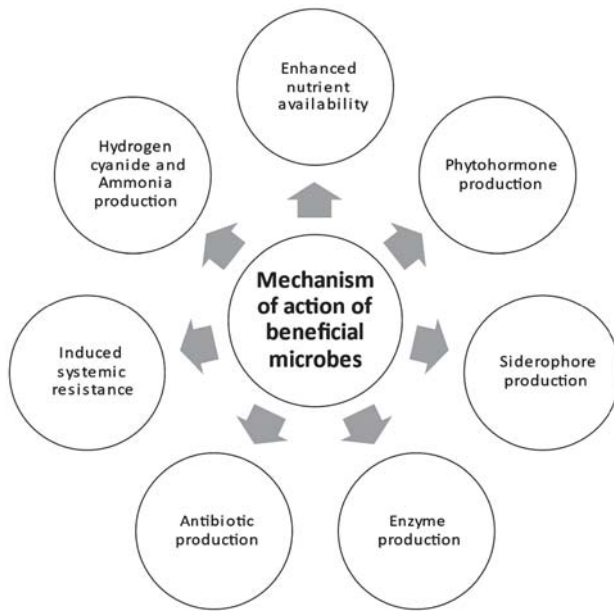 Enhanced
nutrient
availability
Phytohormone
production
Siderophore
production
Enzyme
production
Antibiotic
production
Induced
systemic
resistance
Hydrogen
cyanide and
Ammonia
production
Mechanism
of action of
beneficial
microbes